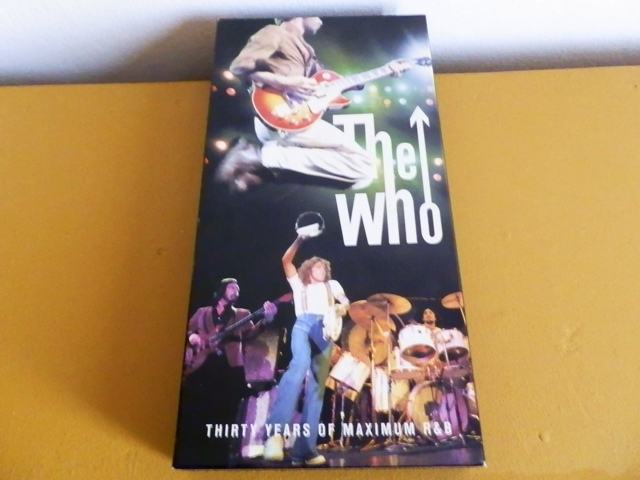 The
Who
THIRTY YEARS OF MAXIMUM R&B